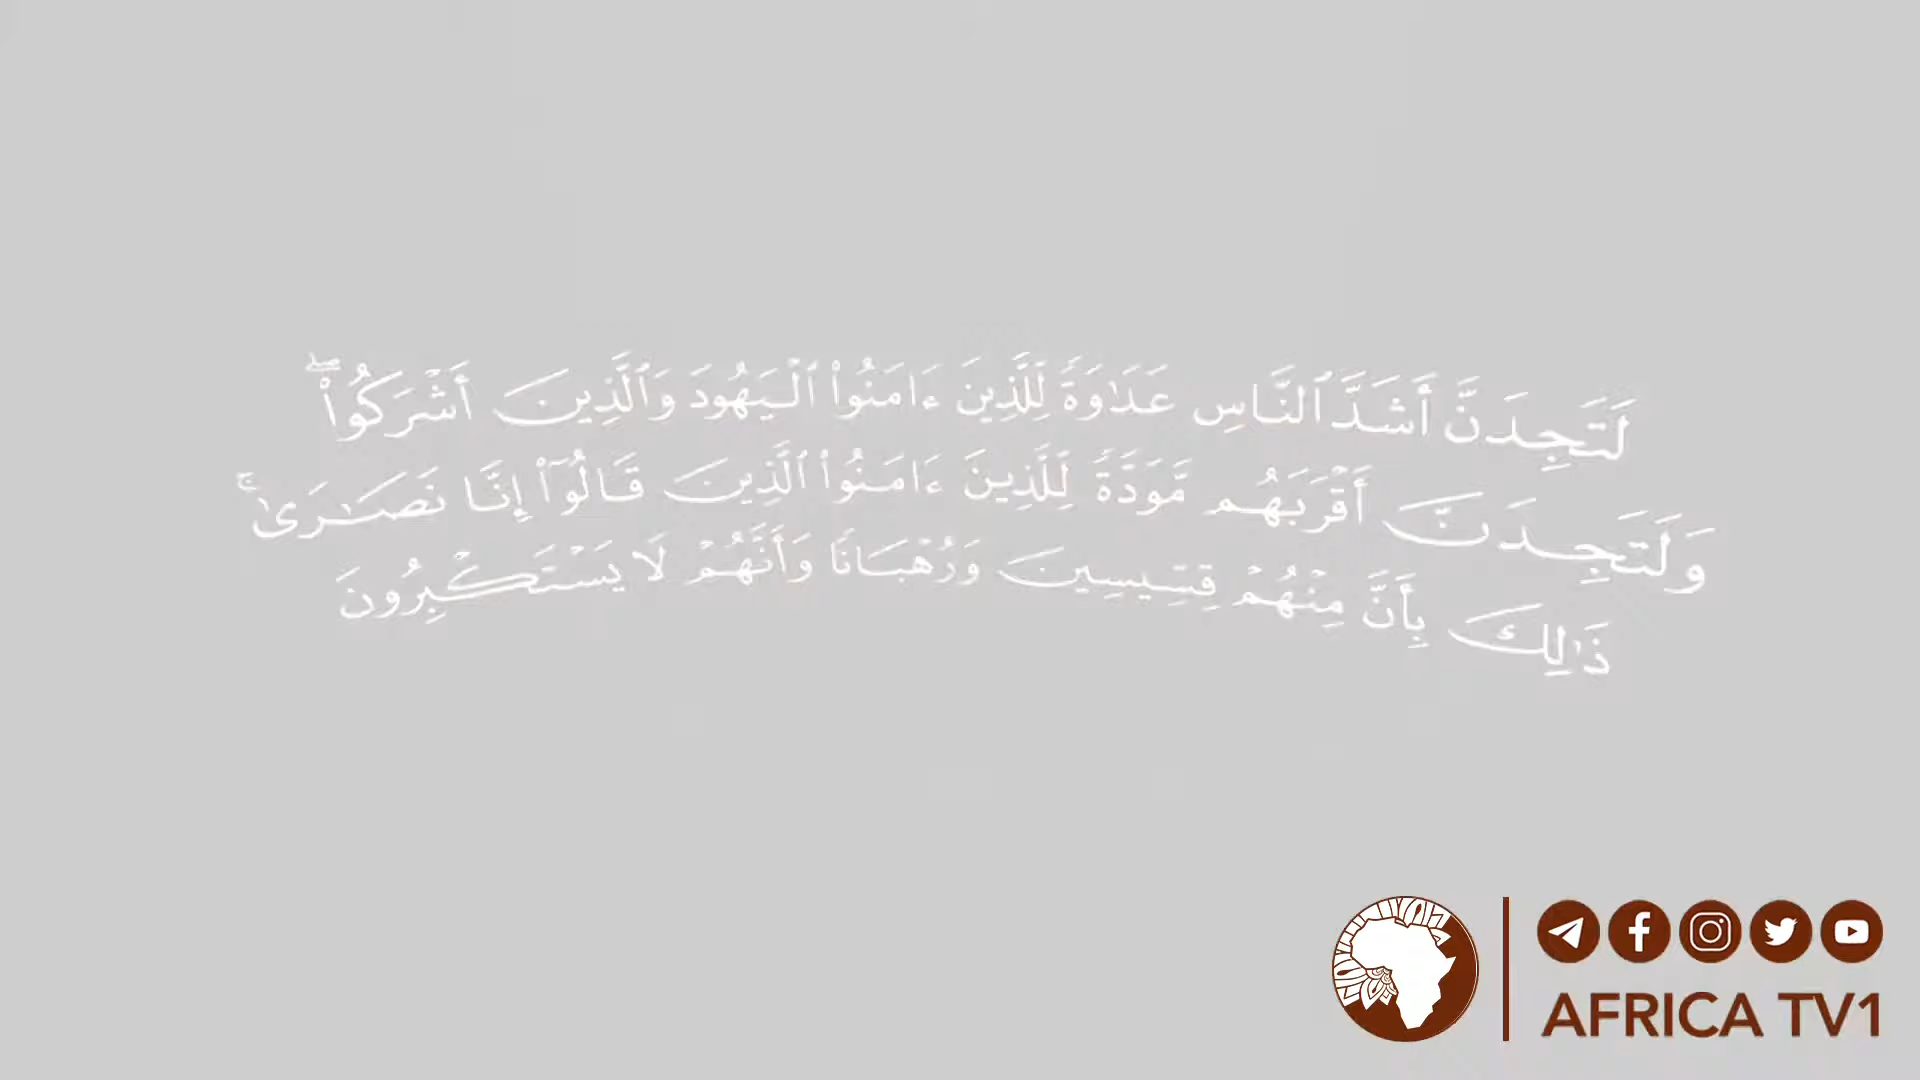 لَتَجِدَنَّ أَشَدَّ ٱلنَّاسِ عَدَٰوَةً لِّلَّذِينَ ءَامَنُوا۟ ٱلْيَهُودَ وَٱلَّذِينَ أَشْرَكُوا۟ ۖ
وَلَتَجِدَنَّ أَقْرَبَهُم مَّوَدَّةً لِّلَّذِينَ ءَامَنُوا۟ ٱلَّذِينَ قَالُوٓا۟ إِنَّا نَصَٰرَىٰ ۚ
ذَٰلِكَ بِأَنَّ مِنْهُمْ قِسِّيسِينَ وَرُهْبَانًا وَأَنَّهُمْ لَا يَسْتَكْبِرُونَ
AFRICA TV1